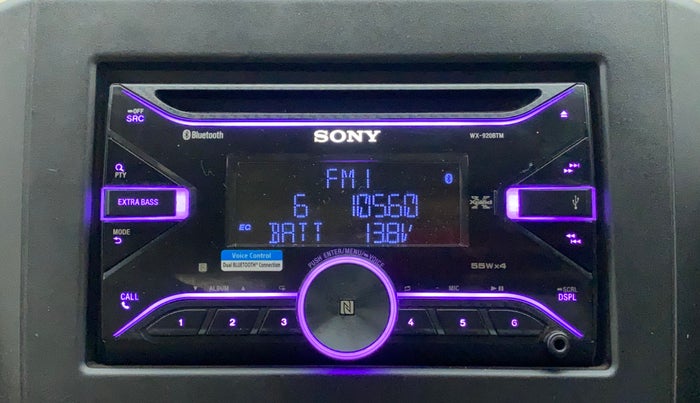 OFF
SRC
Bluetooth
SONY
WX-920BTM
PTY
FM1
6 10560
EQ BATT 13.8V
EXTRA BASS
MODE
Voice Control
Dual BLUETOOTH® Connection
PUSH ENTER/MENU VOICE
55W x 4
CALL
ALBUM
MIC
SCRL
DSPL
N
1 2 3 4 5 6